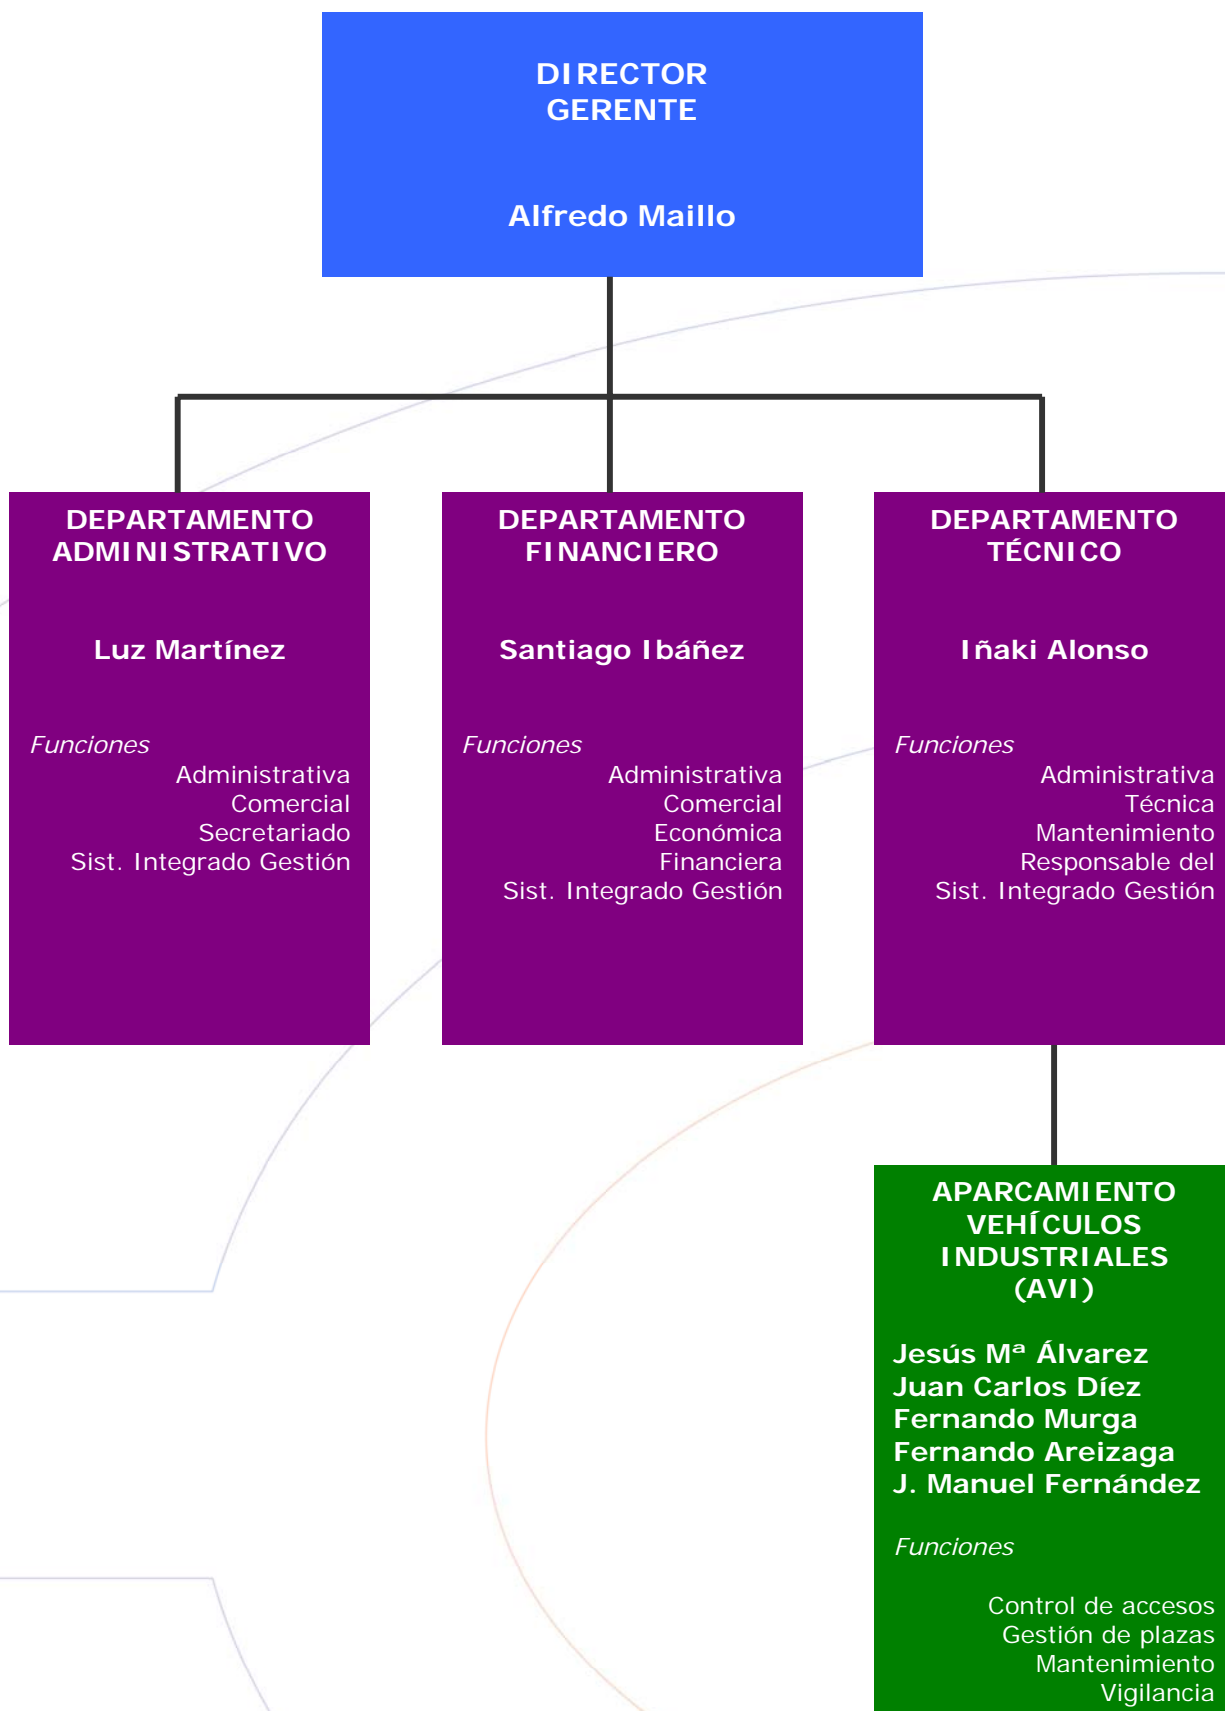 DIRECTOR
GERENTE
Alfredo Maillo
DEPARTAMENTO
ADMINISTRATIVO
Luz Martínez
Funciones
Administrativa
Comercial
Secretariado
Sist. Integrado Gestión
DEPARTAMENTO
FINANCIERO
Santiago Ibáñez
Funciones
Administrativa
Comercial
Económica
Financiera
Sist. Integrado Gestión
DEPARTAMENTO
TÉCNICO
Iñaki Alonso
Funciones
Administrativa
Técnica
Mantenimiento
Responsable del
Sist. Integrado Gestión
APARCAMIENTO
VEHÍCULOS
INDUSTRIALES
(AVI)
Jesús Mª Álvarez
Juan Carlos Díez
Fernando Murga
Fernando Areizaga
J. Manuel Fernández
Funciones
Control de accesos
Gestión de plazas
Mantenimiento
Vigilancia